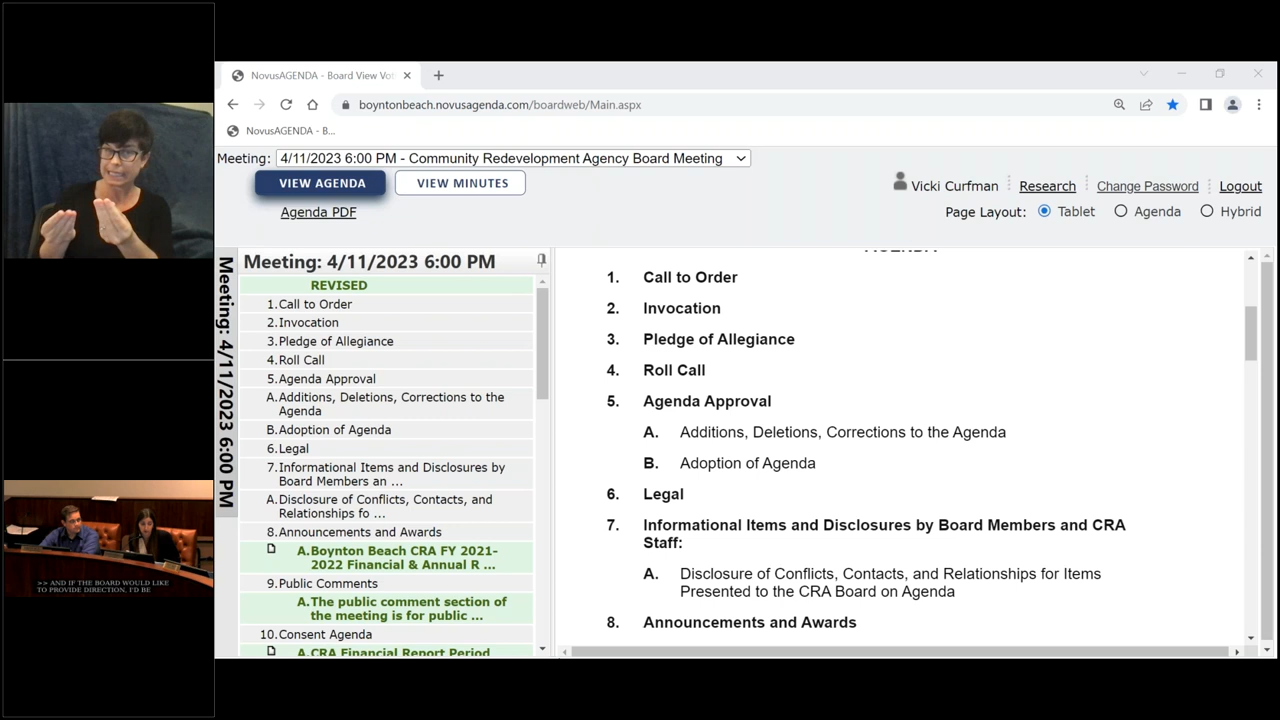 NovusAGENDA - Board View Vot
boyntonbeach.novusagenda.com/boardweb/Main.aspx
NovusAGENDA - B...
Meeting: 4/11/2023 6:00 PM - Community Redevelopment Agency Board Meeting
VIEW AGENDA VIEW MINUTES
Agenda PDF
Vicki Curfman Research Change Password Logout
Page Layout: Tablet Agenda Hybrid
Meeting: 4/11/2023 6:00 PM
Meeting: 4/11/2023 6:00 PM
REVISED
1.Call to Order
2.Invocation
3.Pledge of Allegiance
4.Roll Call
5.Agenda Approval
A.Additions, Deletions, Corrections to the
Agenda
B.Adoption of Agenda
6.Legal
7.Informational Items and Disclosures by
Board Members an ...
A.Disclosure of Conflicts, Contacts, and
Relationships fo ...
8.Announcements and Awards
A.Boynton Beach CRA FY 2021-
2022 Financial & Annual R ...
9.Public Comments
A.The public comment section of
the meeting is for public ...
10.Consent Agenda
A.CRA Financial Report Period
AGENDA
1. Call to Order
2. Invocation
3. Pledge of Allegiance
4. Roll Call
5. Agenda Approval
A. Additions, Deletions, Corrections to the Agenda
B. Adoption of Agenda
6. Legal
7. Informational Items and Disclosures by Board Members and CRA
Staff:
A. Disclosure of Conflicts, Contacts, and Relationships for Items
Presented to the CRA Board on Agenda
8. Announcements and Awards
>> AND IF THE BOARD WOULD LIKE
TO PROVIDE DIRECTION, I'D BE